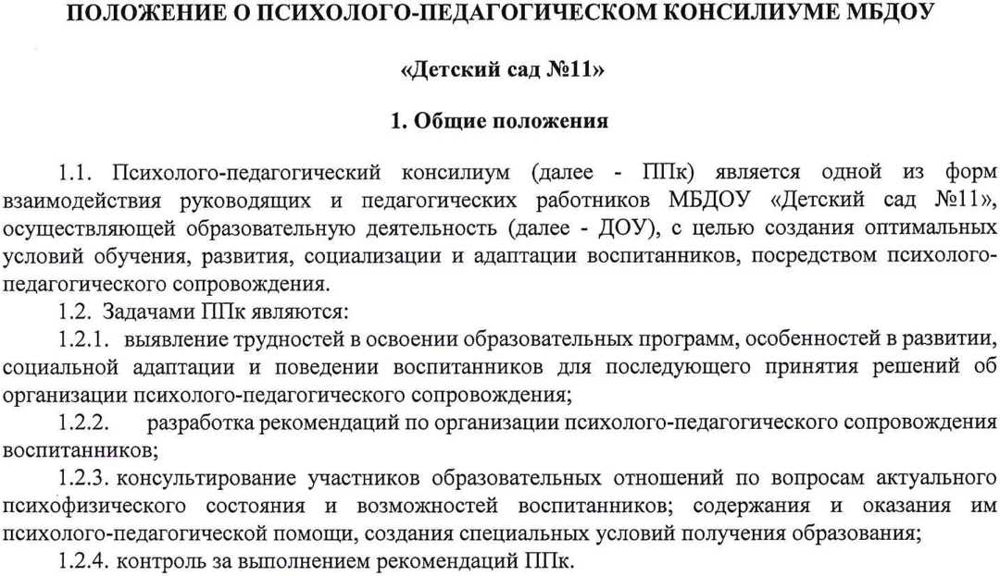 ПОЛОЖЕНИЕ О ПСИХОЛОГО-ПЕДАГОГИЧЕСКОМ КОНСИЛИУМЕ МБДОУ
«Детский сад №11»
1. Общие положения
1.1. Психолого-педагогический консилиум (далее - ППк) является одной из форм
взаимодействия руководящих и педагогических работников МБДОУ «Детский сад №11»,
осуществляющей образовательную деятельность (далее - ДОУ), с целью создания оптимальных
условий обучения, развития, социализации и адаптации воспитанников, посредством психолого-
педагогического сопровождения.
1.2. Задачами ППк являются:
1.2.1. выявление трудностей в освоении образовательных программ, особенностей в развитии,
социальной адаптации и поведении воспитанников для последующего принятия решений об
организации психолого-педагогического сопровождения;
1.2.2. разработка рекомендаций по организации психолого-педагогического сопровождения
воспитанников;
1.2.3. консультирование участников образовательных отношений по вопросам актуального
психофизического состояния и возможностей воспитанников; содержания и оказания им
психолого-педагогической помощи, создания специальных условий получения образования;
1.2.4. контроль за выполнением рекомендаций ППк.